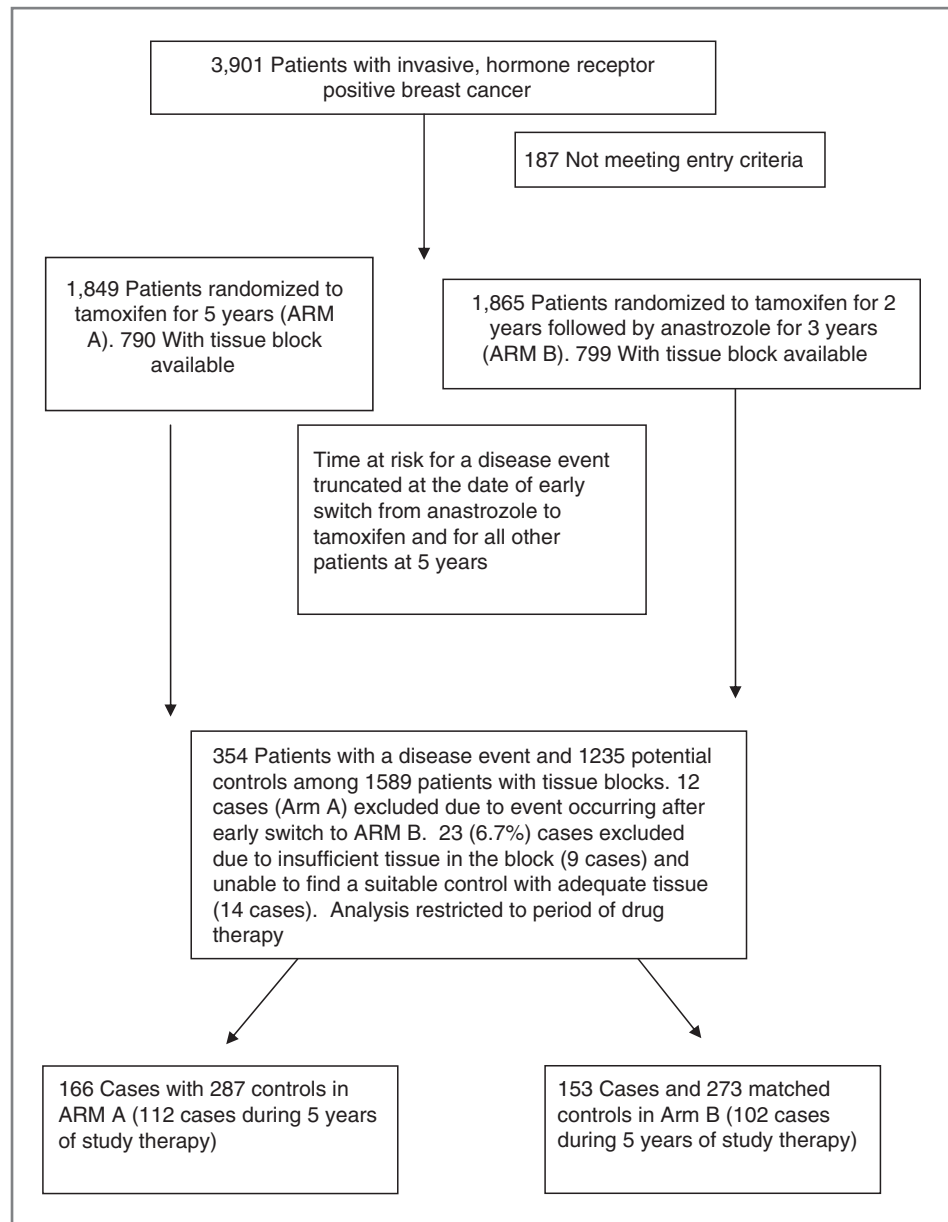 3,901 Patients with invasive, hormone receptor
positive breast cancer
187 Not meeting entry criteria
1,849 Patients randomized to
tamoxifen for 5 years (ARM
A). 790 With tissue block
available
1,865 Patients randomized to tamoxifen for 2
years followed by anastrozole for 3 years
(ARM B). 799 With tissue block available
Time at risk for a disease event
truncated at the date of early
switch from anastrozole to
tamoxifen and for all other
patients at 5 years
354 Patients with a disease event and 1235 potential
controls among 1589 patients with tissue blocks. 12
cases (Arm A) excluded due to event occurring after
early switch to ARM B.  23 (6.7%) cases excluded
due to insufficient tissue in the block (9 cases) and
unable to find a suitable control with adequate tissue
(14 cases).  Analysis restricted to period of drug
therapy
166 Cases with 287 controls in
ARM A (112 cases during 5 years
of study therapy)
153 Cases and 273 matched
controls in Arm B (102 cases
during 5 years of study therapy)